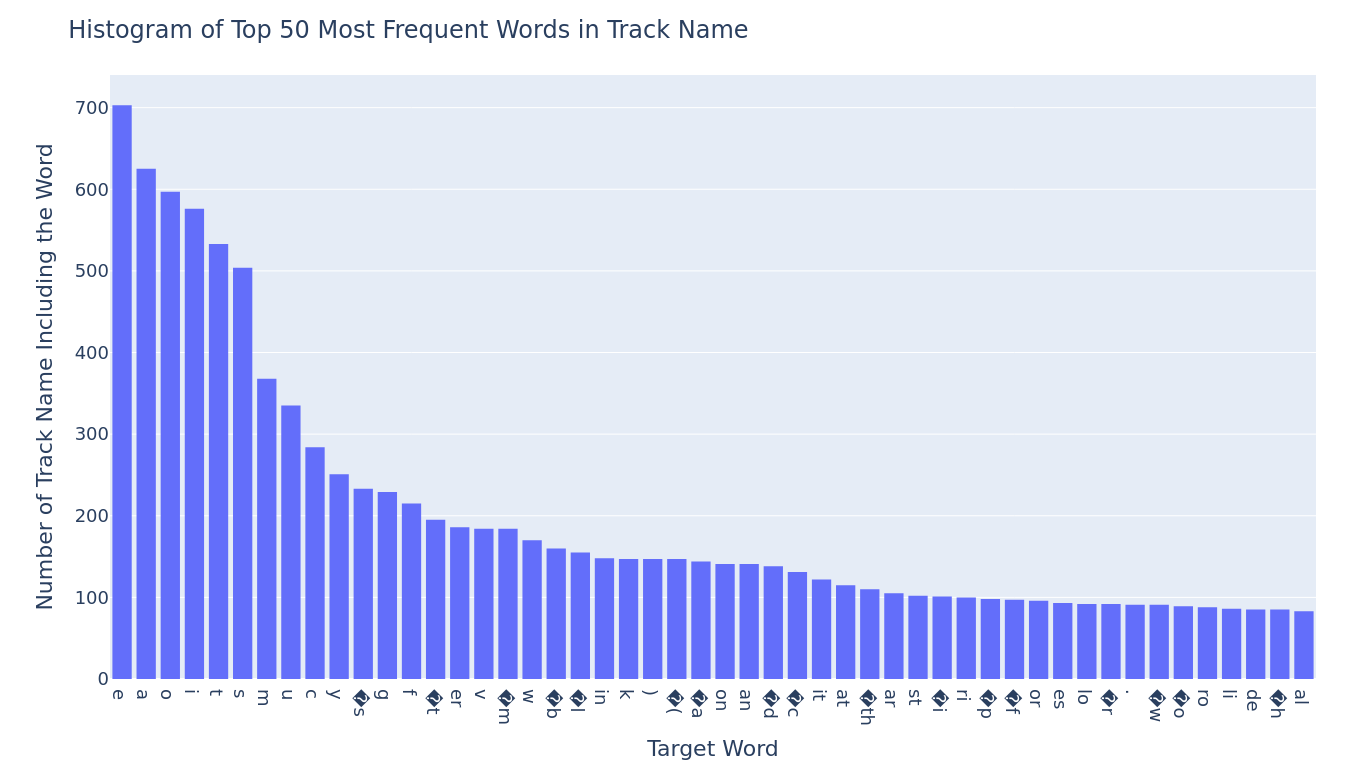 Histogram of Top 50 Most Frequent Words in Track Name
Number of Track Name Including the Word
700
600
500
400
300
200
100
0
e
a
o
i
t
s
m
u
c
y
�s
g
f
�t
er
v
�m
w
�b
�l
in
k
)
�(
�a
on
an
�d
�c
it
at
�th
ar
st
�i
ri
�p
�f
or
es
lo
�r
.
�w
�o
ro
li
de
�h
al
Target Word